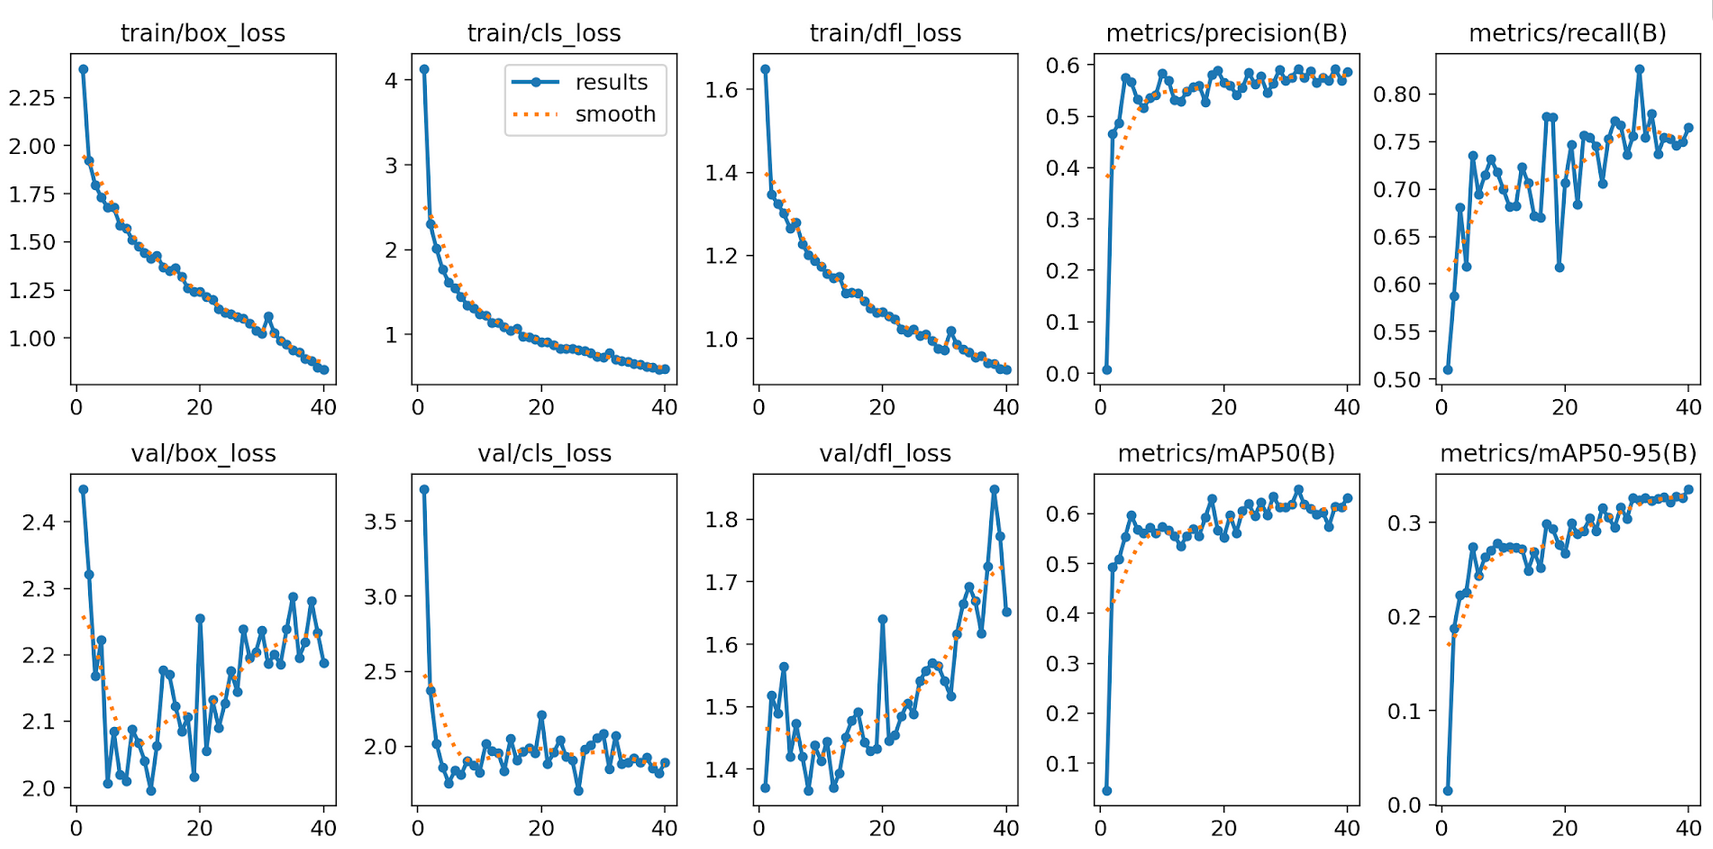 train/box_loss
2.25
2.00
1.75
1.50
1.25
1.00
0 20 40
train/cls_loss
results
smooth
4
3
2
1
0 20 40
train/dfl_loss
1.6
1.4
1.2
1.0
0 20 40
metrics/precision(B)
0.6
0.5
0.4
0.3
0.2
0.1
0.0
0 20 40
metrics/recall(B)
0.80
0.75
0.70
0.65
0.60
0.55
0.50
0 20 40
val/box_loss
2.4
2.3
2.2
2.1
2.0
0 20 40
val/cls_loss
3.5
3.0
2.5
2.0
0 20 40
val/dfl_loss
1.8
1.7
1.6
1.5
1.4
0 20 40
metrics/mAP50(B)
0.6
0.5
0.4
0.3
0.2
0.1
0 20 40
metrics/mAP50-95(B)
0.3
0.2
0.1
0.0
0 20 40